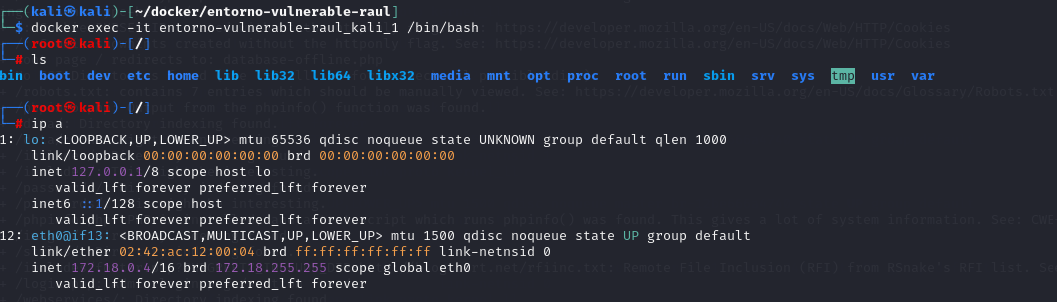 ┌──(kali㉿kali)-[~/docker/entorno-vulnerable-raul]
└─$ docker exec -it entorno-vulnerable-raul_kali_1 /bin/bash
┌──(root㉿kali)-[/]
└─# ls
bin boot dev etc home lib lib32 lib64 libx32 media mnt opt proc root run sbin srv sys tmp usr var
┌──(root㉿kali)-[/]
└─# ip a
1: lo: <LOOPBACK,UP,LOWER_UP> mtu 65536 qdisc noqueue state UNKNOWN group default qlen 1000
link/loopback 00:00:00:00:00:00 brd 00:00:00:00:00:00
inet 127.0.0.1/8 scope host lo
valid_lft forever preferred_lft forever
inet6 ::1/128 scope host
valid_lft forever preferred_lft forever
12: eth0@if13: <BROADCAST,MULTICAST,UP,LOWER_UP> mtu 1500 qdisc noqueue state UP group default
link/ether 02:42:ac:12:00:04 brd ff:ff:ff:ff:ff:ff link-netnsid 0
inet 172.18.0.4/16 brd 172.18.255.255 scope global eth0
valid_lft forever preferred_lft forever